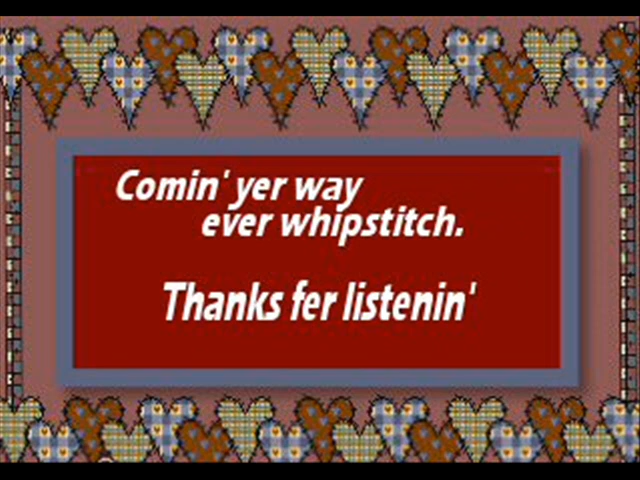 Comin' yer way
ever whipstitch.
Thanks fer listenin'